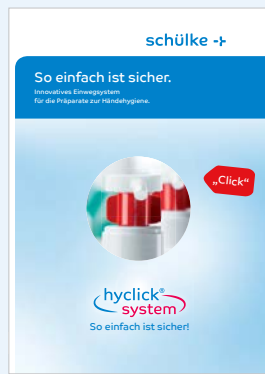 schülke
So einfach ist sicher.
Innovatives Einwegsystem
für die Präparate zur Händehygiene.
„Click“
hyclick®
system
So einfach ist sicher!